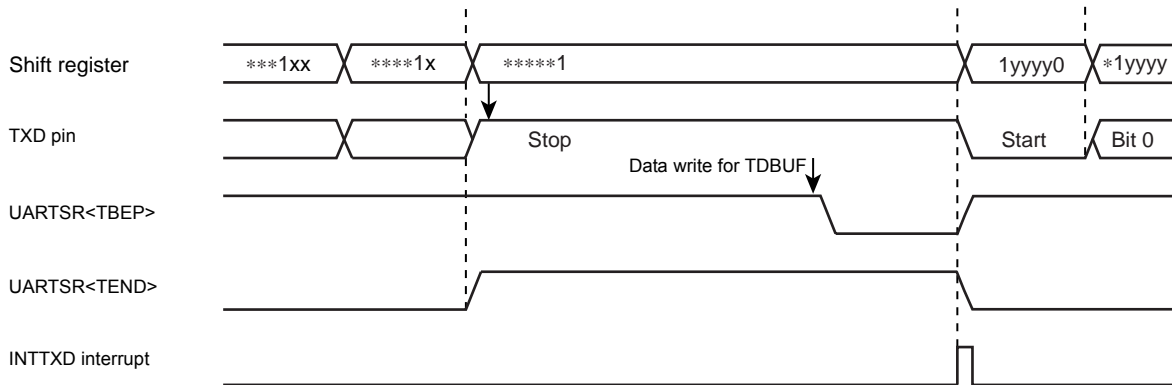 Shift register ***1xx ****1x *****1 1yyyy0 *1yyyy
TXD pin Stop Start Bit 0
Data write for TDBUF
UARTSR<TBEP>
UARTSR<TEND>
INTTXD interrupt